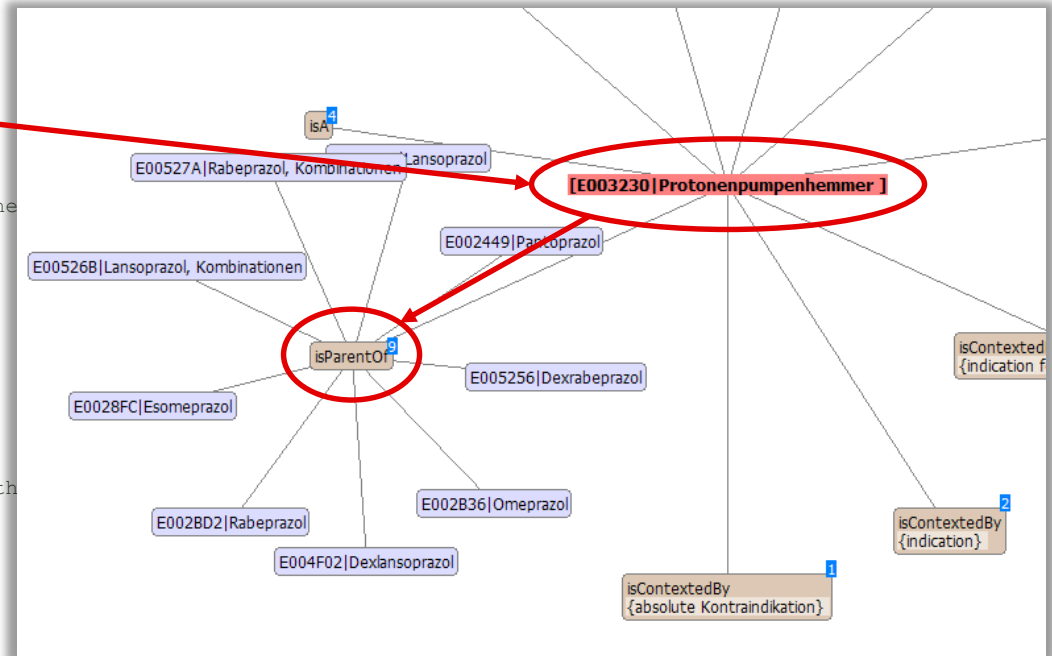 4
isA
Lansoprazol
E00527A|Rabeprazol, Kombinationen
[E003230|Protonenpumpenhemmer ]
E002449|Pantoprazol
E00526B|Lansoprazol, Kombinationen
9
isParentOf
isContexted
{indication f
E005256|Dexrabeprazol
E0028FC|Esomeprazol
E002B36|Omeprazol
2
isContextedBy
{indication}
E002BD2|Rabeprazol
E004F02|Dexlansoprazol
1
isContextedBy
{absolute Kontraindikation}